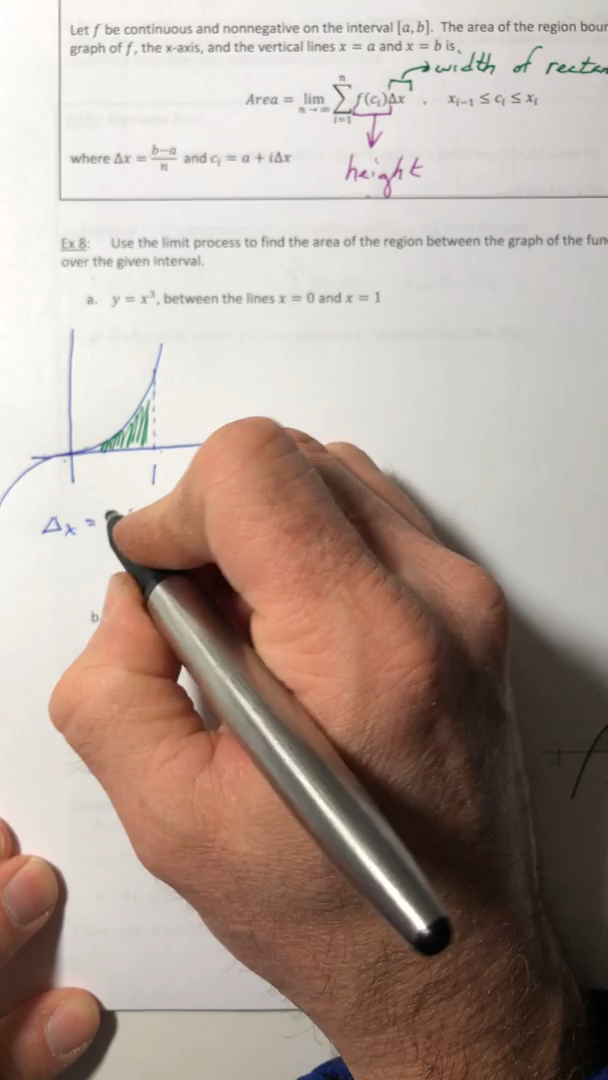 Let f be continuous and nonnegative on the interval [a, b]. The area of the region
graph of f, the x-axis, and the vertical lines x = a and x = b is,
width of
Area = lim n→∞ n ∑ i=1 f(cᵢ)Δx , xᵢ₋₁ ≤ cᵢ ≤ xᵢ
where Δx = b−a/n and cᵢ = a + iΔx
height
Ex 8: Use the limit process to find the area of the region between the graph of the
over the given interval.
a. y = x³, between the lines x = 0 and x = 1
1
Δx =
b